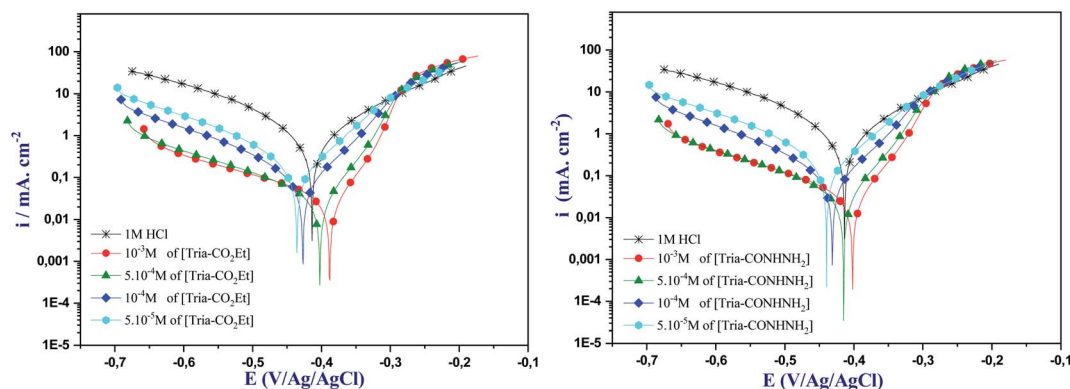 100
10
1
0,1
0,01
0,001
1E-4
1E-5
i / mA. cm⁻²
1M HCl
10⁻³M of [Tria-CO₂Et]
5.10⁻⁴M of [Tria-CO₂Et]
10⁻⁴M of [Tria-CO₂Et]
5.10⁻⁵M of [Tria-CO₂Et]
-0,7 -0,6 -0,5 -0,4 -0,3 -0,2 -0,1
E (V/Ag/AgCl)
100
10
1
0,1
0,01
0,001
1E-4
1E-5
i (mA. cm⁻²)
1M HCl
10⁻³M of [Tria-CONHNH₂]
5.10⁻⁴M of [Tria-CONHNH₂]
10⁻⁴M of [Tria-CONHNH₂]
5.10⁻⁵M of [Tria-CONHNH₂]
-0,7 -0,6 -0,5 -0,4 -0,3 -0,2 -0,1
E (V/Ag/AgCl)